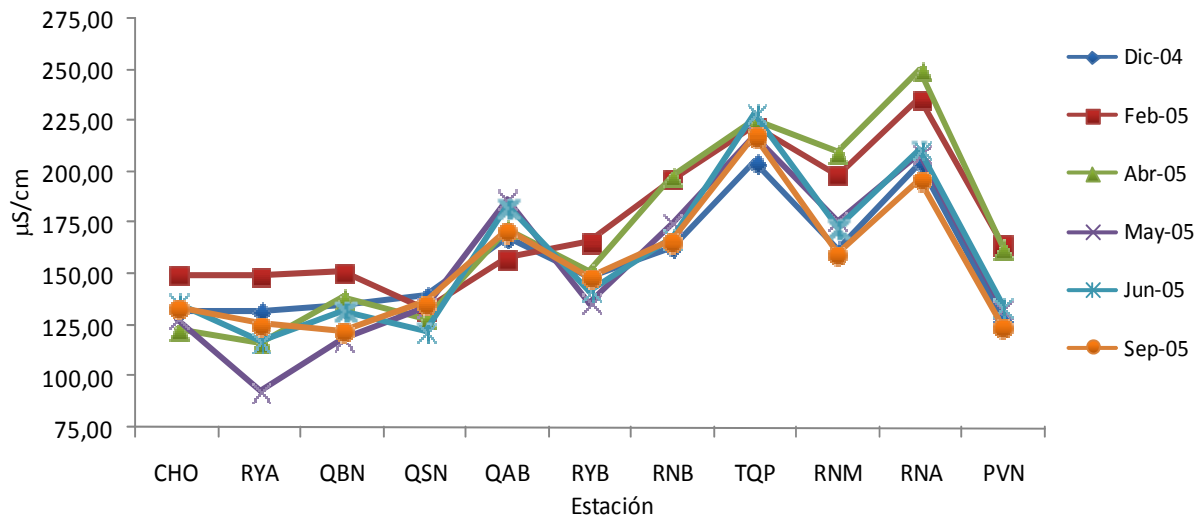 275,00
250,00
225,00
200,00
175,00
150,00
125,00
100,00
75,00
µS/cm
CHO RYA QBN QSN QAB RYB RNB TQP RNM RNA PVN
Estación
Dic-04
Feb-05
Abr-05
May-05
Jun-05
Sep-05